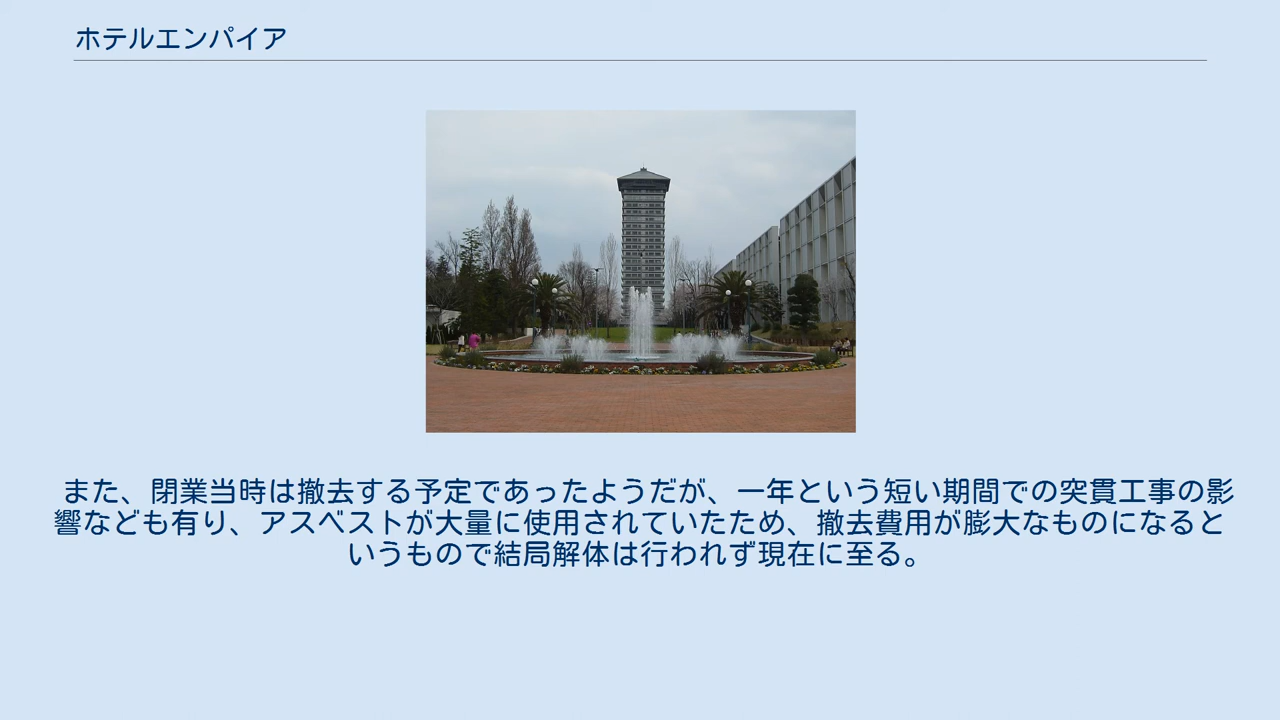 ホテルエンパイア
また、閉業当時は撤去する予定であったようだが、一年という短い期間での突貫工事の影
響なども有り、アスベストが大量に使用されていたため、撤去費用が膨大なものになると
いうもので結局解体は行われず現在に至る。